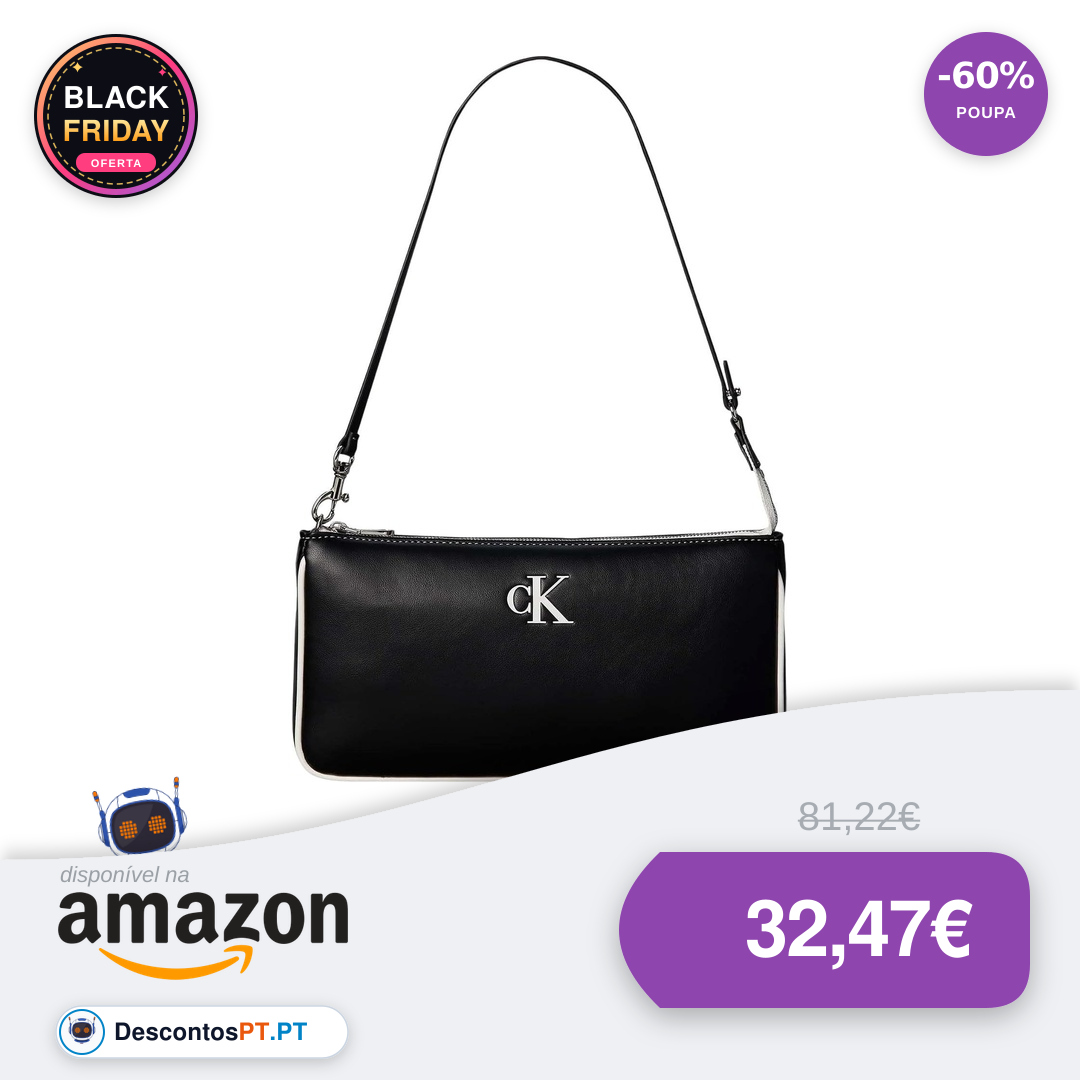 BLACK
FRIDAY
OFERTA
-60%
POUPA
CK
81,22€
32,47€
disponível na
amazon
DescontosPT.PT